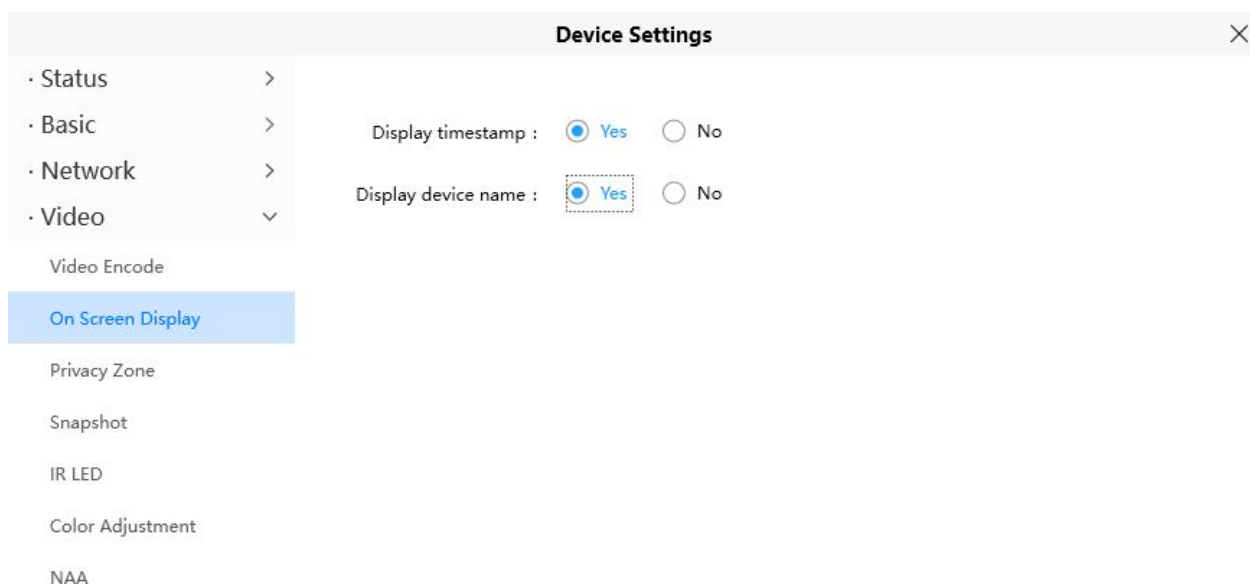 Device Settings
· Status
· Basic
Display timestamp : Yes No
· Network
Display device name : Yes No
· Video
Video Encode
On Screen Display
Privacy Zone
Snapshot
IR LED
Color Adjustment
NAA